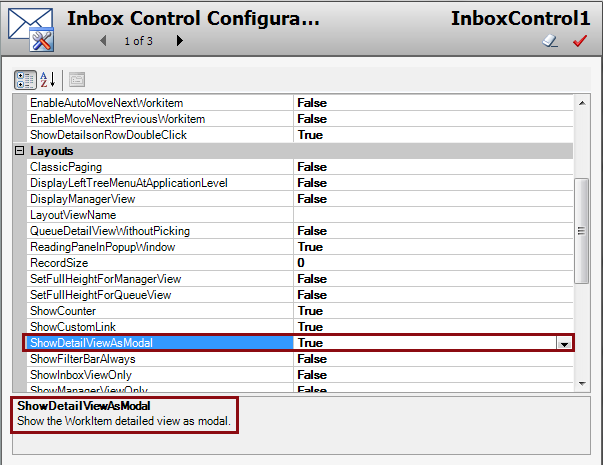 Inbox Control Configura... InboxControl1
1 of 3
EnableAutoMoveNextWorkitem False
EnableMoveNextPreviousWorkitem False
ShowDetailsonRowDoubleClick True
Layouts
ClassicPaging False
DisplayLeftTreeMenuAtApplicationLevel False
DisplayManagerView False
LayoutViewName
QueueDetailViewWithoutPicking False
ReadingPanelnPopupWindow True
RecordSize 0
SetFullHeightForManagerView False
SetFullHeightForQueueView False
ShowCounter True
ShowCustomLink True
ShowDetailViewAsModal True
ShowFilterBarAlways False
ShowInboxViewOnly False
ShowManagerViewOnly False
ShowDetailViewAsModal
Show the WorkItem detailed view as modal.